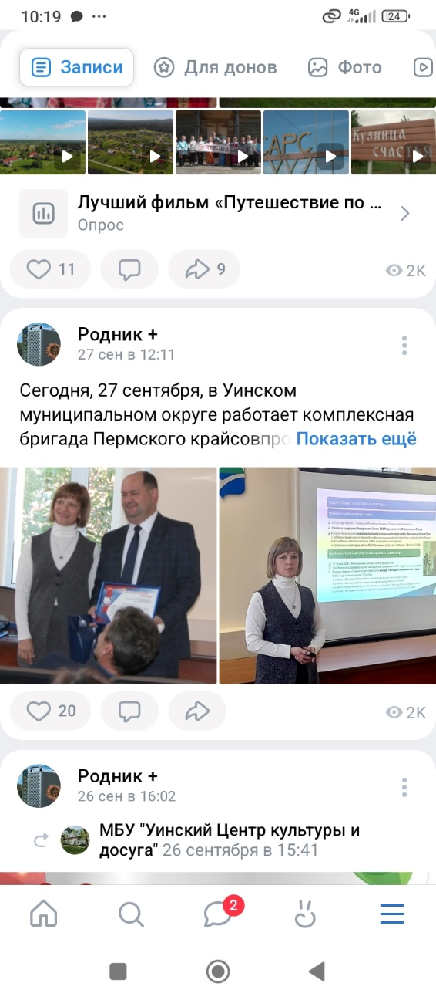 10:19
4G
24
Записи
Для донов
Фото
САРС
Кузница
счастья
Лучший фильм «Путешествие по ...
Опрос
11
9
2K
Родник +
27 сен в 12:11
Сегодня, 27 сентября, в Уинском
муниципальном округе работает комплексная
бригада Пермского крайсовпро Показать ещё
20
2K
Родник +
26 сен в 16:02
МБУ "Уинский Центр культуры и
досуга" 26 сентября в 15:41
2